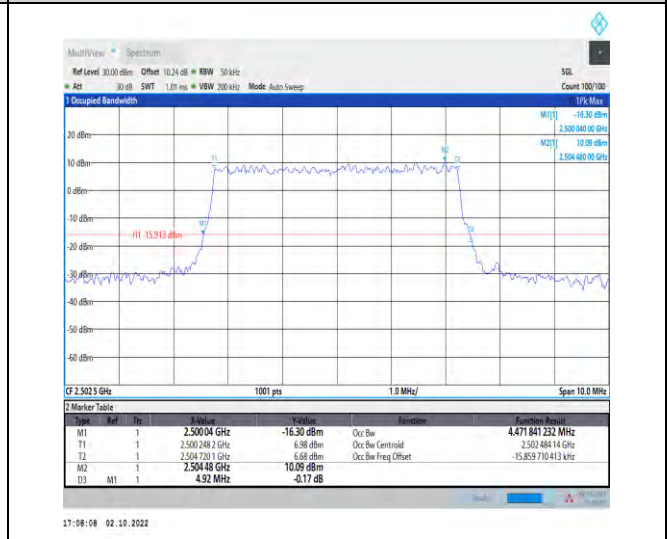 MultiView Spectrum
Ref Level 30.00 dBm Offset 10.24 dB RBW 50 kHz SGL
Att 30 dB SWT 1.01 ms VBW 200 kHz Mode Auto Sweep Count 100/100
1 Occupied Bandwidth 1Pk Max
M1[1] -16.30 dBm
2.500 040 00 GHz
M2[1] 10.09 dBm
2.504 480 00 GHz
20 dBm
M2
T1 T2
10 dBm
0 dBm
-10 dBm
M1
H1 -15.913 dBm
-20 dBm
-30 dBm
-40 dBm
-50 dBm
-60 dBm
CF 2.502 5 GHz 1001 pts 1.0 MHz/ Span 10.0 MHz
2 Marker Table
Type Ref Trc X-Value Y-Value Function Function Result
M1 1 2.500 04 GHz -16.30 dBm Occ Bw 4.471 841 232 MHz
T1 1 2.500 248 2 GHz 6.98 dBm Occ Bw Centroid 2.502 484 14 GHz
T2 1 2.504 720 1 GHz 6.68 dBm Occ Bw Freq Offset -15.859 710 413 kHz
M2 1 2.504 48 GHz 10.09 dBm
D3 M1 1 4.92 MHz -0.17 dB
17:08:08 02.10.2022